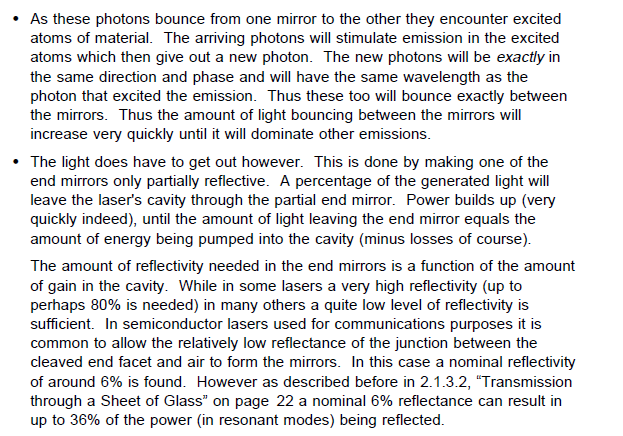 • As these photons bounce from one mirror to the other they encounter excited
atoms of material. The arriving photons will stimulate emission in the excited
atoms which then give out a new photon. The new photons will be exactly in
the same direction and phase and will have the same wavelength as the
photon that excited the emission. Thus these too will bounce exactly between
the mirrors. Thus the amount of light bouncing between the mirrors will
increase very quickly until it will dominate other emissions.
• The light does have to get out however. This is done by making one of the
end mirrors only partially reflective. A percentage of the generated light will
leave the laser's cavity through the partial end mirror. Power builds up (very
quickly indeed), until the amount of light leaving the end mirror equals the
amount of energy being pumped into the cavity (minus losses of course).
The amount of reflectivity needed in the end mirrors is a function of the amount
of gain in the cavity. While in some lasers a very high reflectivity (up to
perhaps 80% is needed) in many others a quite low level of reflectivity is
sufficient. In semiconductor lasers used for communications purposes it is
common to allow the relatively low reflectance of the junction between the
cleaved end facet and air to form the mirrors. In this case a nominal reflectivity
of around 6% is found. However as described before in 2.1.3.2, “Transmission
through a Sheet of Glass” on page 22 a nominal 6% reflectance can result in
up to 36% of the power (in resonant modes) being reflected.